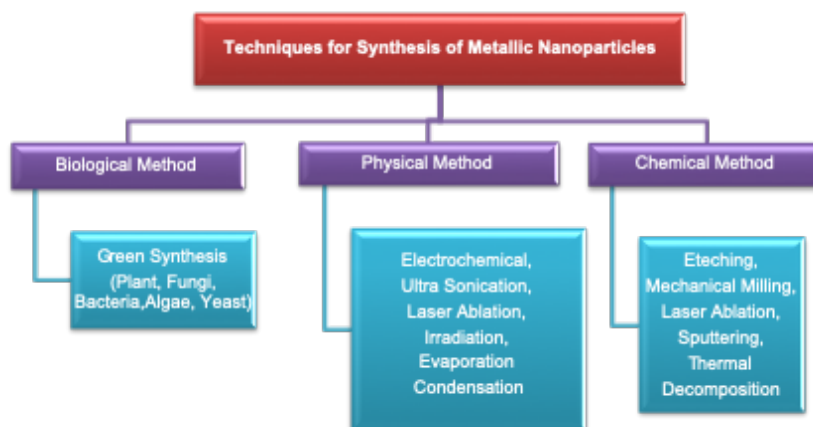 Techniques for Synthesis of Metallic Nanoparticles
Biological Method
Physical Method
Chemical Method
Green Synthesis
(Plant, Fungi,
Bacteria,Algae, Yeast)
Electrochemical,
Ultra Sonication,
Laser Ablation,
Irradiation,
Evaporation
Condensation
Eteching,
Mechanical Milling,
Laser Ablation,
Sputtering,
Thermal
Decomposition